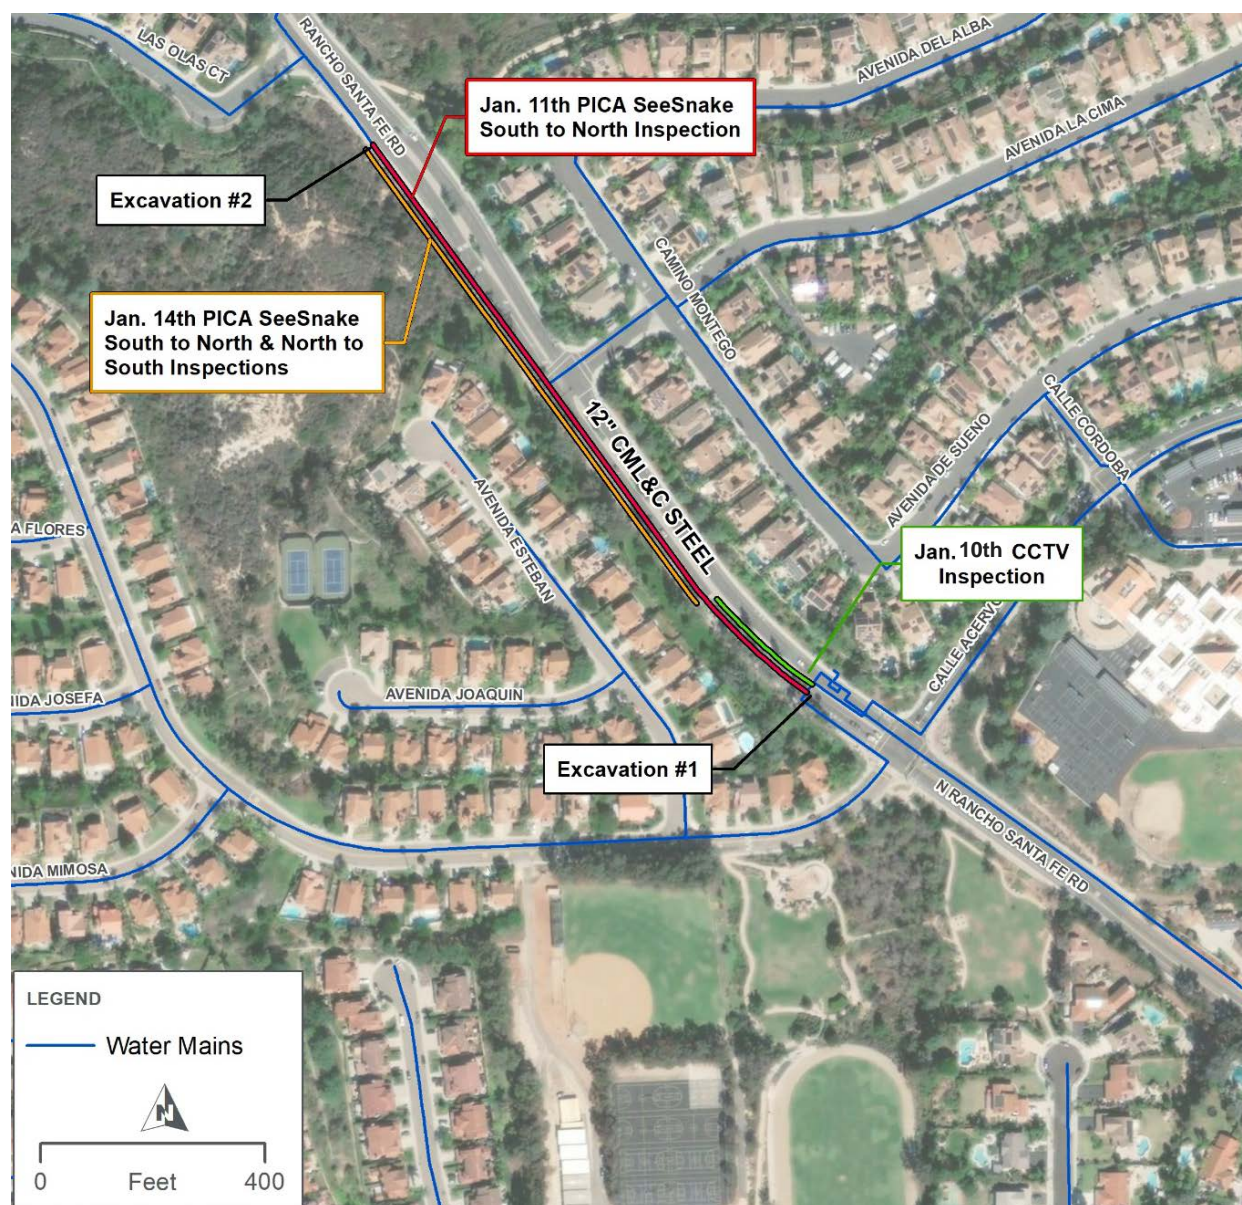 LAS OLAS CT
RANCHO SANTA FE RD
AVENIDA DEL ALBA
Jan. 11th PICA SeeSnake
South to North Inspection
AVENIDA LA CIMA
Excavation #2
CAMINO MONTEGO
Jan. 14th PICA SeeSnake
South to North & North to
South Inspections
CALLE CORDOBA
12" CML&C STEEL
AVENIDA DE SUENO
AVENIDA ESTEBAN
A FLORES
Jan. 10th CCTV
Inspection
CALLE ACERVO
NIDA JOSEFA
AVENIDA JOAQUIN
Excavation #1
N RANCHO SANTA FE RD
NIDA MIMOSA
LEGEND
Water Mains
N
0 Feet 400